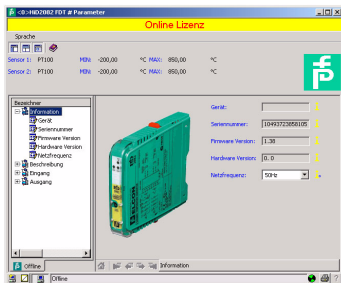 <0:>HiD2082 FDT # Parameter
Online Lizenz
Sprache
Sensor 1: PT100 MIN: -200,00 °C MAX: 850,00 °C
Sensor 2: PT100 MIN: -200,00 °C MAX: 850,00 °C
Bezeichner
Information
Gerät
Seriennummer
Firmware Version
Hardware Version
Netzfrequenz
Beschreibung
Eingang
Ausgang
Gerät:
Seriennummer: 10493723858105
Firmware Version: 1.38
Hardware Version: 0. 0
Netzfrequenz: 50Hz
ELCON
Offline
Information
Offline